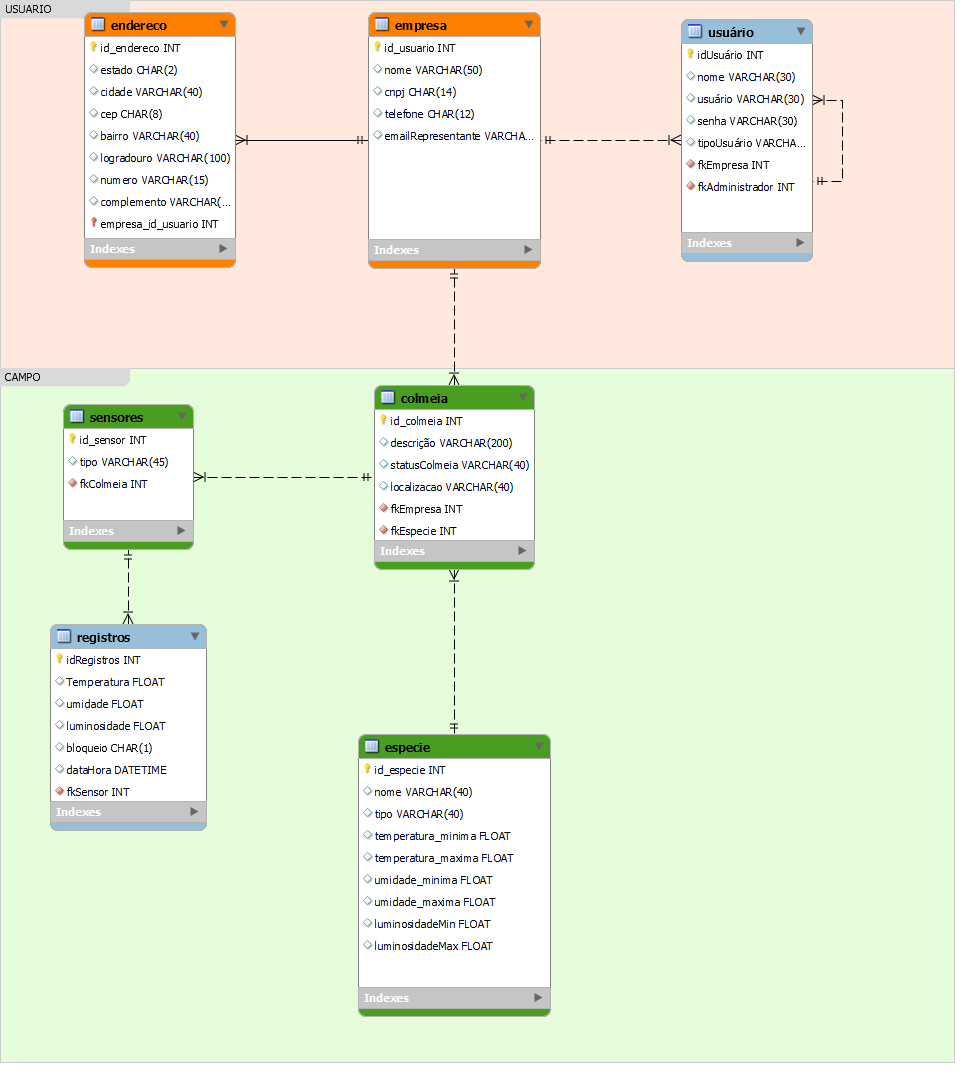 USUARIO
endereco
id_endereco INT
estado CHAR(2)
cidade VARCHAR(40)
cep CHAR(8)
bairro VARCHAR(40)
logradouro VARCHAR(100)
numero VARCHAR(15)
complemento VARCHAR(...
empresa_id_usuario INT
Indexes
empresa
id_usuario INT
nome VARCHAR(50)
cnpj CHAR(14)
telefone CHAR(12)
emailRepresentante VARCHA...
Indexes
usuário
idUsuário INT
nome VARCHAR(30)
usuário VARCHAR(30)
senha VARCHAR(30)
tipoUsuário VARCHA...
fkEmpresa INT
fkAdministrador INT
Indexes
CAMPO
sensores
id_sensor INT
tipo VARCHAR(45)
fkColmeia INT
Indexes
colmeia
id_colmeia INT
descrição VARCHAR(200)
statusColmeia VARCHAR(40)
localizacao VARCHAR(40)
fkEmpresa INT
fkEspecie INT
Indexes
registros
idRegistros INT
Temperatura FLOAT
umidade FLOAT
luminosidade FLOAT
bloqueio CHAR(1)
dataHora DATETIME
fkSensor INT
Indexes
especie
id_especie INT
nome VARCHAR(40)
tipo VARCHAR(40)
temperatura_minima FLOAT
temperatura_maxima FLOAT
umidade_minima FLOAT
umidade_maxima FLOAT
luminosidadeMin FLOAT
luminosidadeMax FLOAT
Indexes